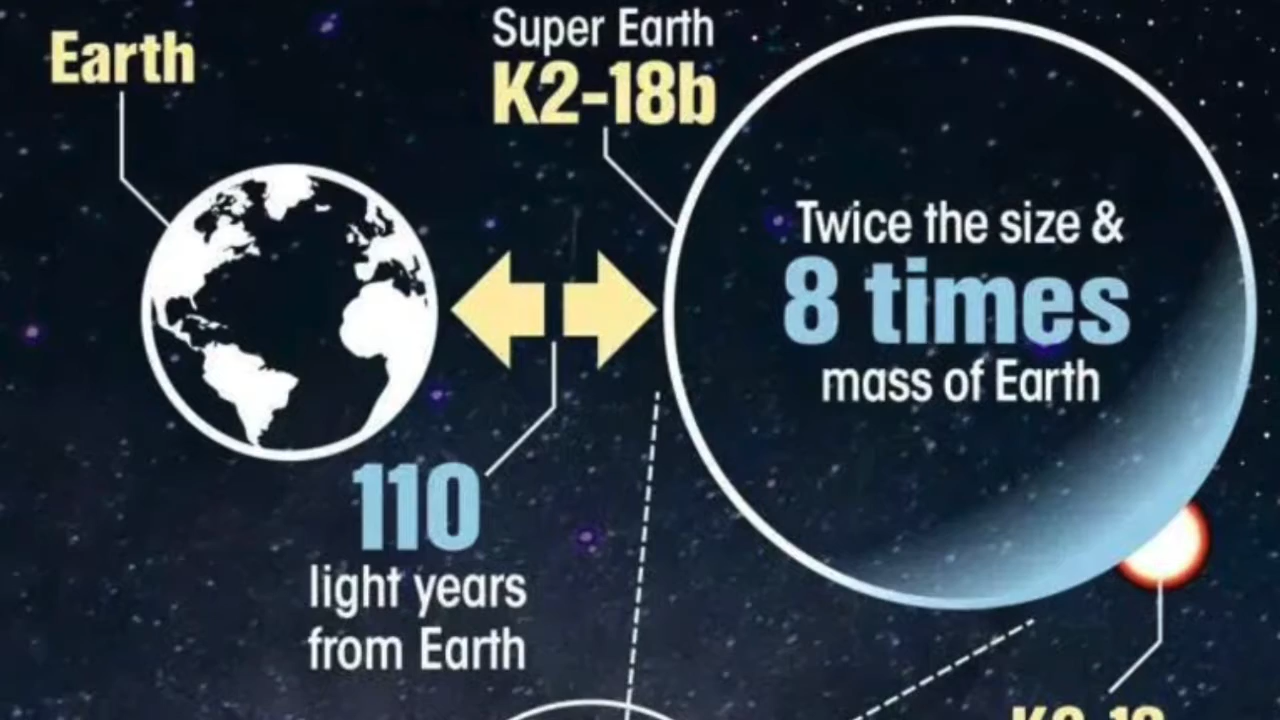 Earth
Super Earth
K2-18b
Twice the size &
8 times
mass of Earth
110
light years
from Earth